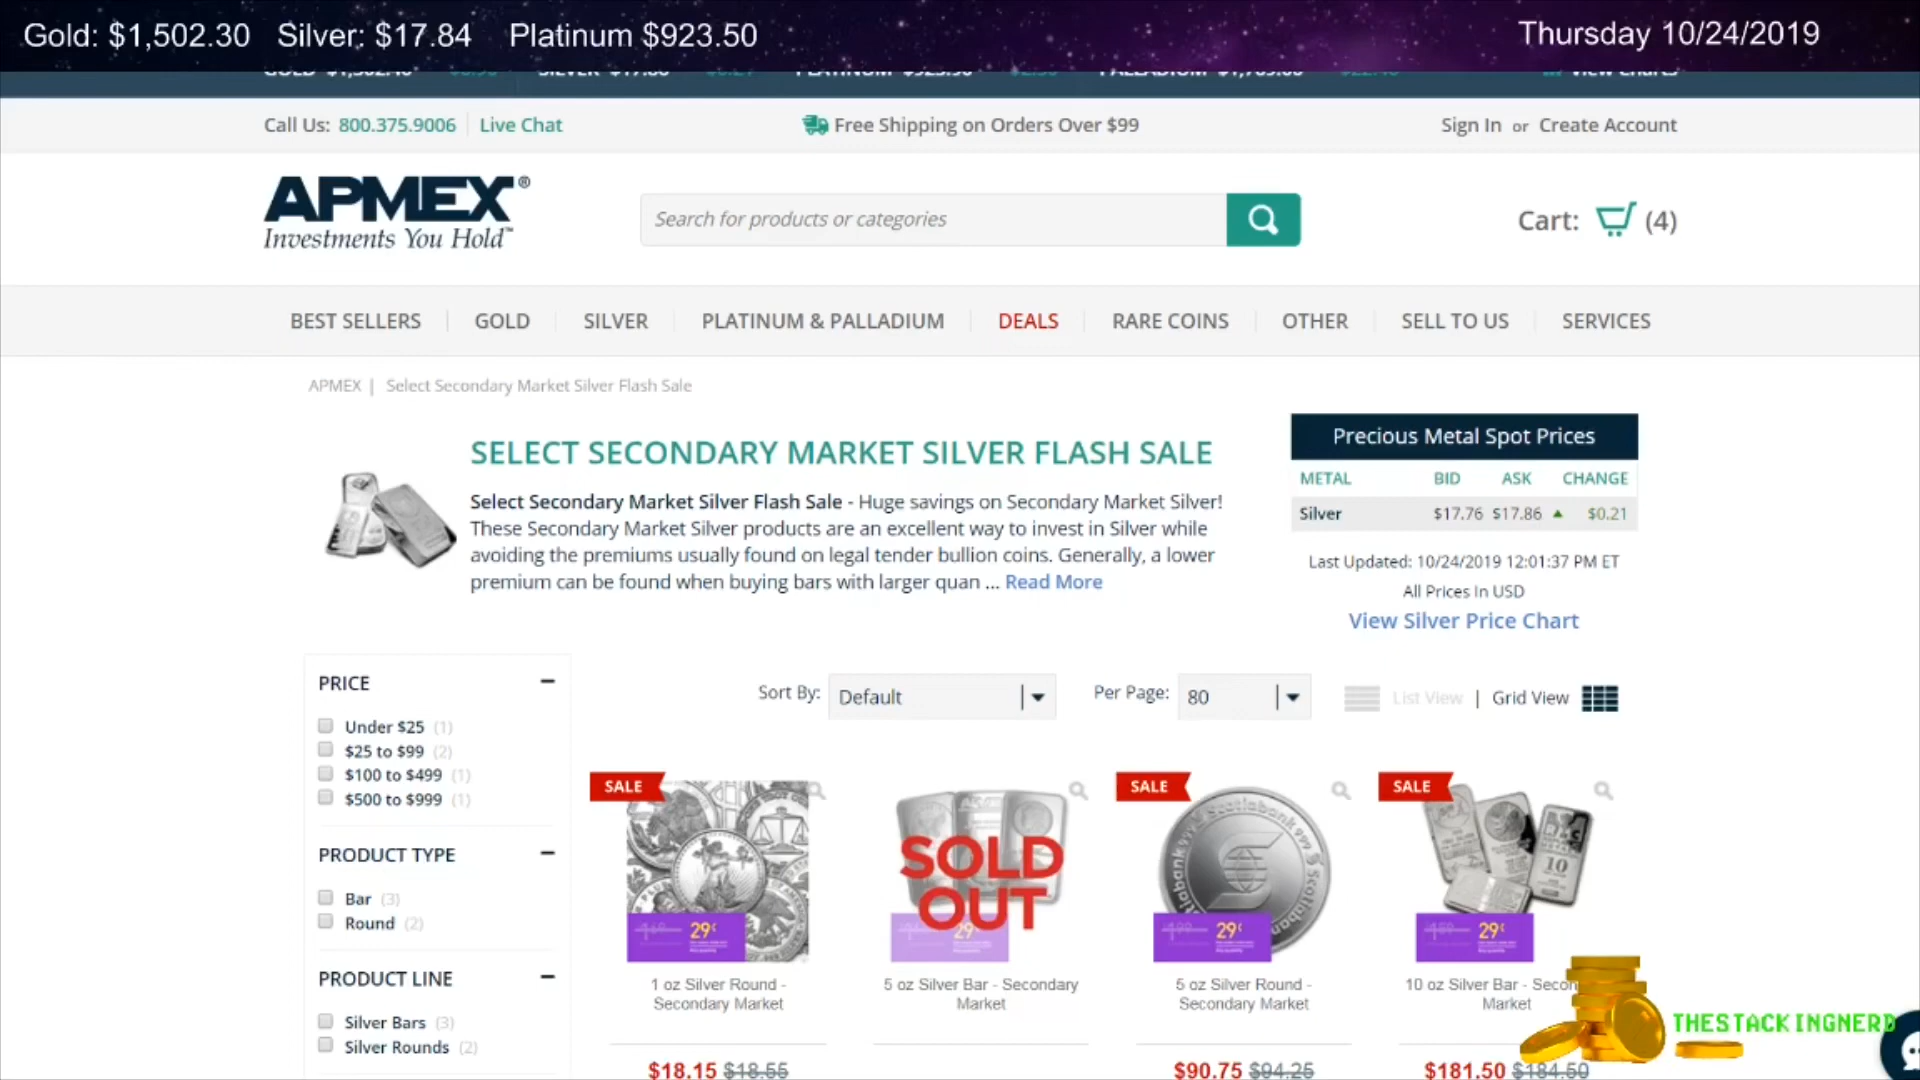 Gold: $1,502.30 Silver: $17.84 Platinum $923.50
Thursday 10/24/2019
Call Us: 800.375.9006 Live Chat
Free Shipping on Orders Over $99
Sign In or Create Account
APMEX®
Investments You Hold™
Search for products or categories
Cart: (4)
BEST SELLERS GOLD SILVER PLATINUM & PALLADIUM DEALS RARE COINS OTHER SELL TO US SERVICES
APMEX | Select Secondary Market Silver Flash Sale
SELECT SECONDARY MARKET SILVER FLASH SALE
Select Secondary Market Silver Flash Sale - Huge savings on Secondary Market Silver!
These Secondary Market Silver products are an excellent way to invest in Silver while
avoiding the premiums usually found on legal tender bullion coins. Generally, a lower
premium can be found when buying bars with larger quan ... Read More
Precious Metal Spot Prices
METAL BID ASK CHANGE
Silver $17.76 $17.86 $0.21
Last Updated: 10/24/2019 12:01:37 PM ET
All Prices In USD
View Silver Price Chart
PRICE
Under $25 (1)
$25 to $99 (2)
$100 to $499 (1)
$500 to $999 (1)
PRODUCT TYPE
Bar (3)
Round (2)
PRODUCT LINE
Silver Bars (3)
Silver Rounds (2)
Sort By: Default
Per Page: 80
List View | Grid View
SALE
29¢
1 oz Silver Round -
Secondary Market
$18.15 $18.55
SOLD
OUT
29¢
5 oz Silver Bar - Secondary
Market
SALE
Scotiabank
29¢
5 oz Silver Round -
Secondary Market
$90.75 $94.25
SALE
10
29¢
10 oz Silver Bar - Secon
Market
$181.50 $184.50
THESTACKINGNERD